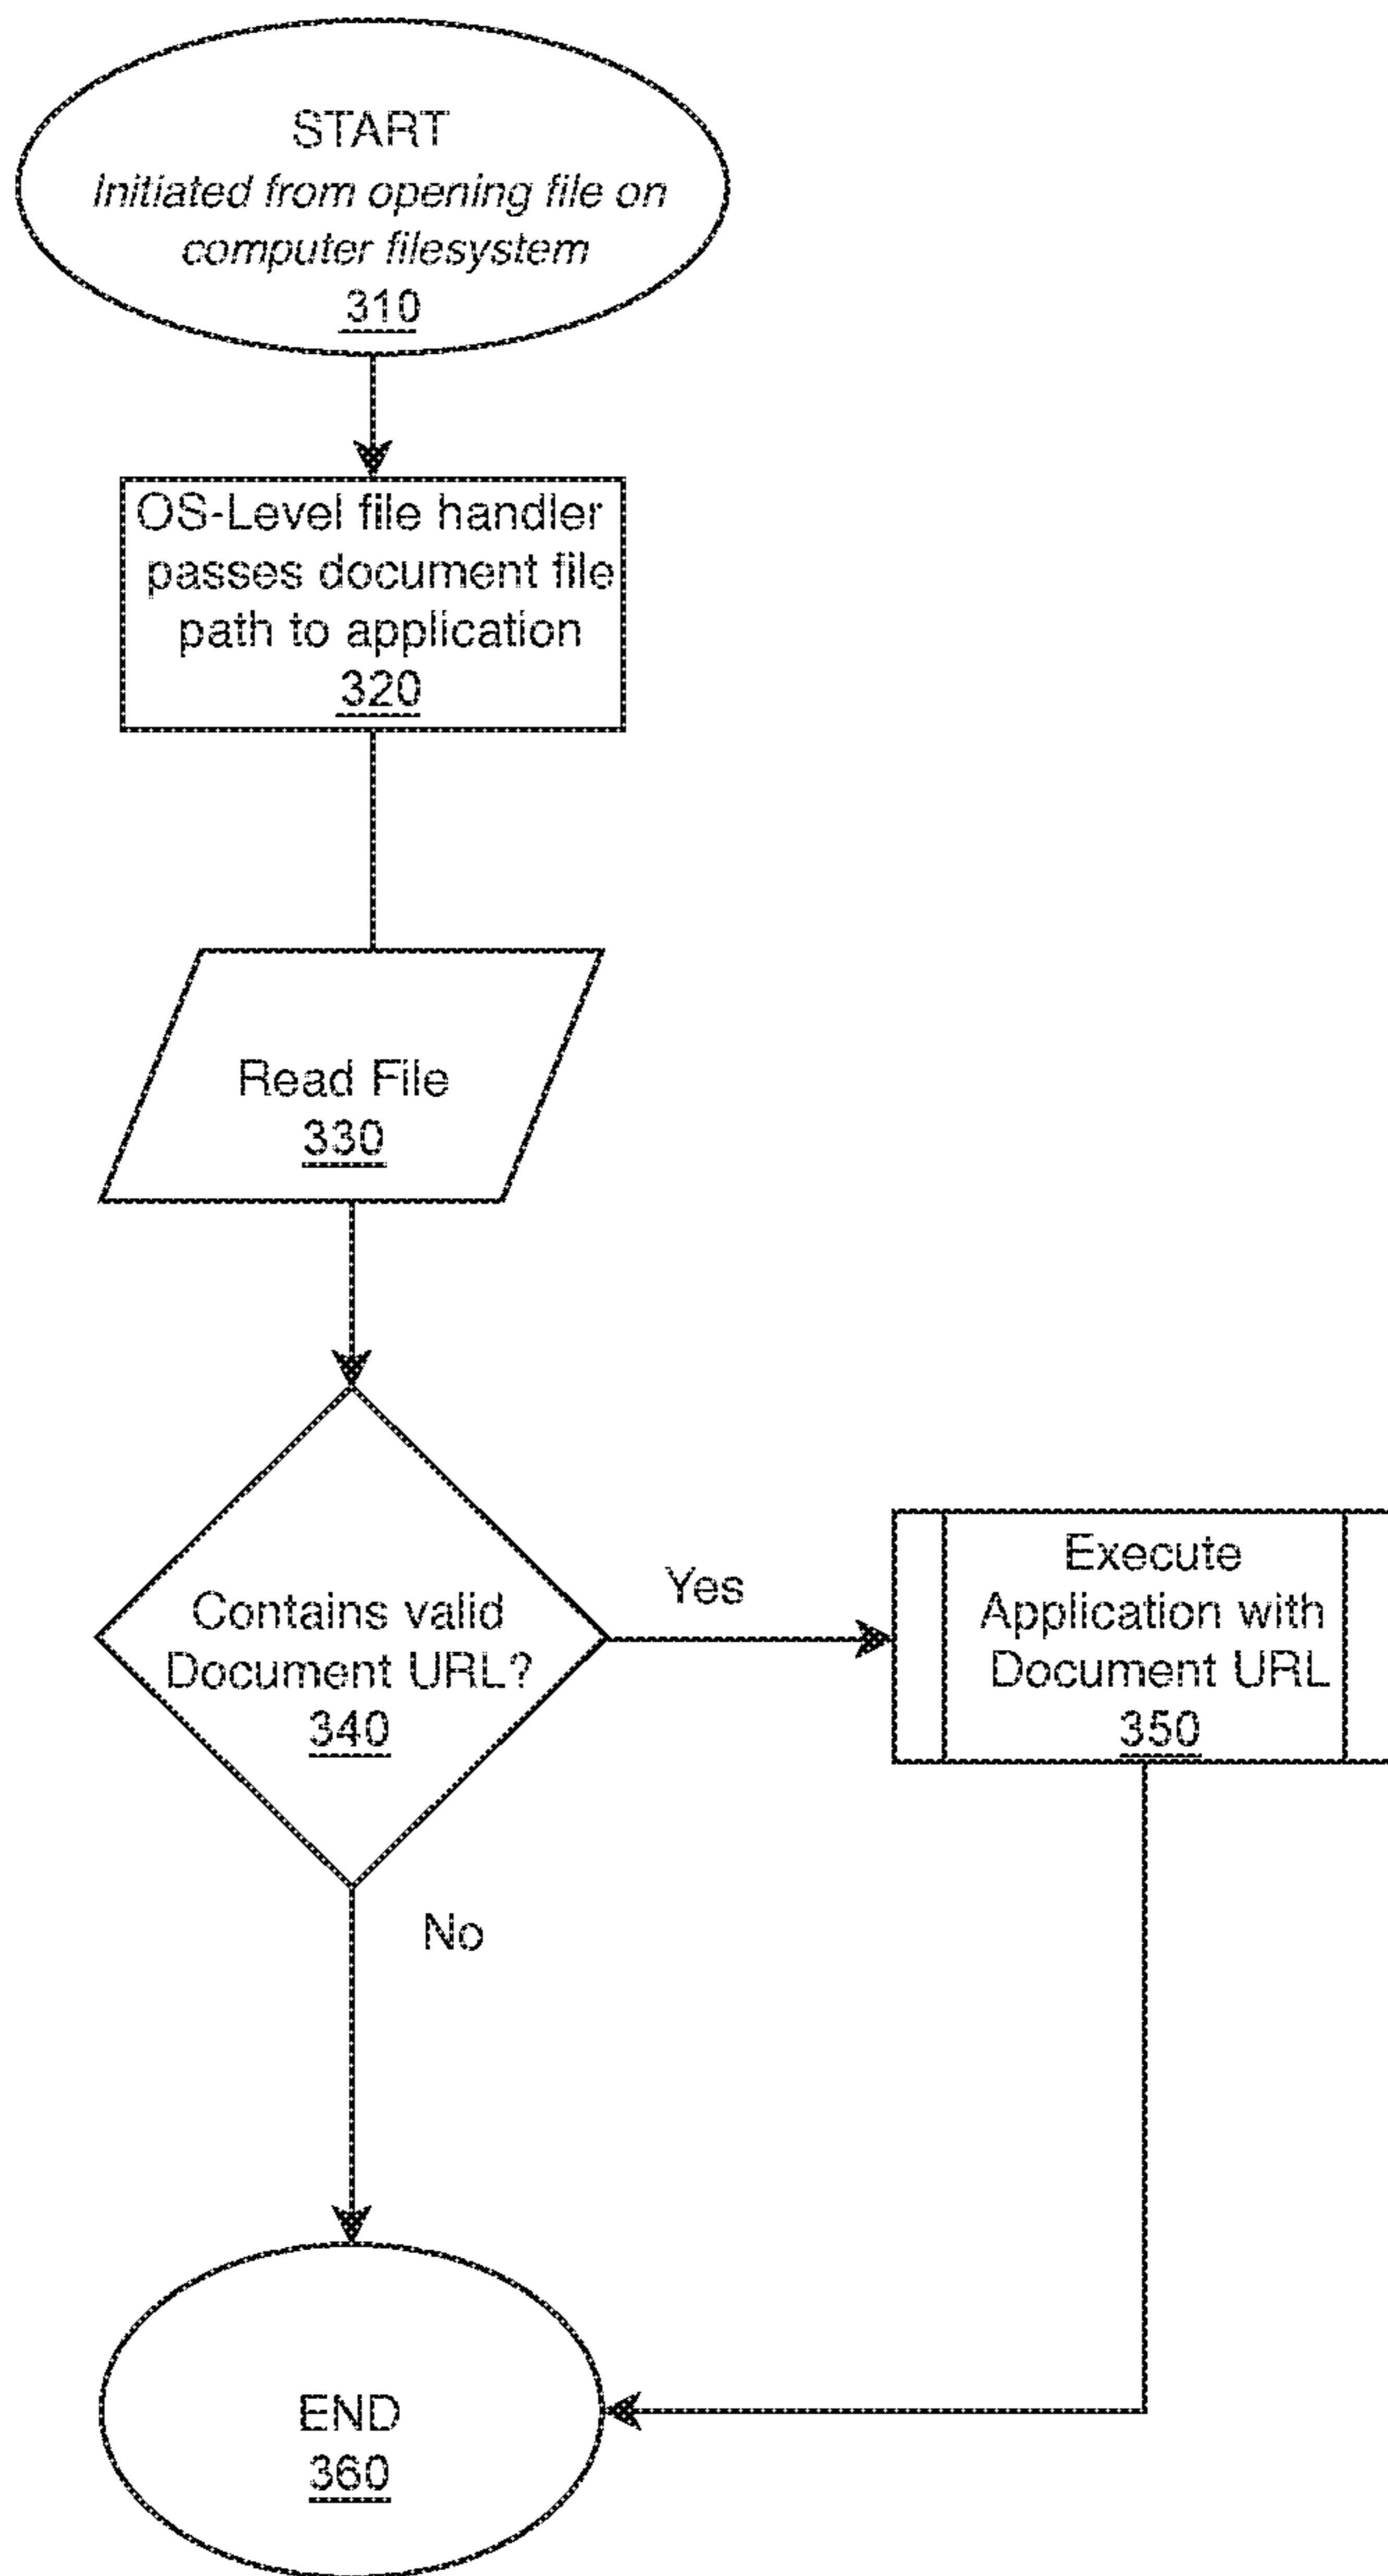 START
Initiated from opening file on
computer filesystem
310
OS-Level file handler
passes document file
path to application
320
Read File
330
Contains valid
Document URL?
340
Yes
Execute
Application with
Document URL
350
No
END
360